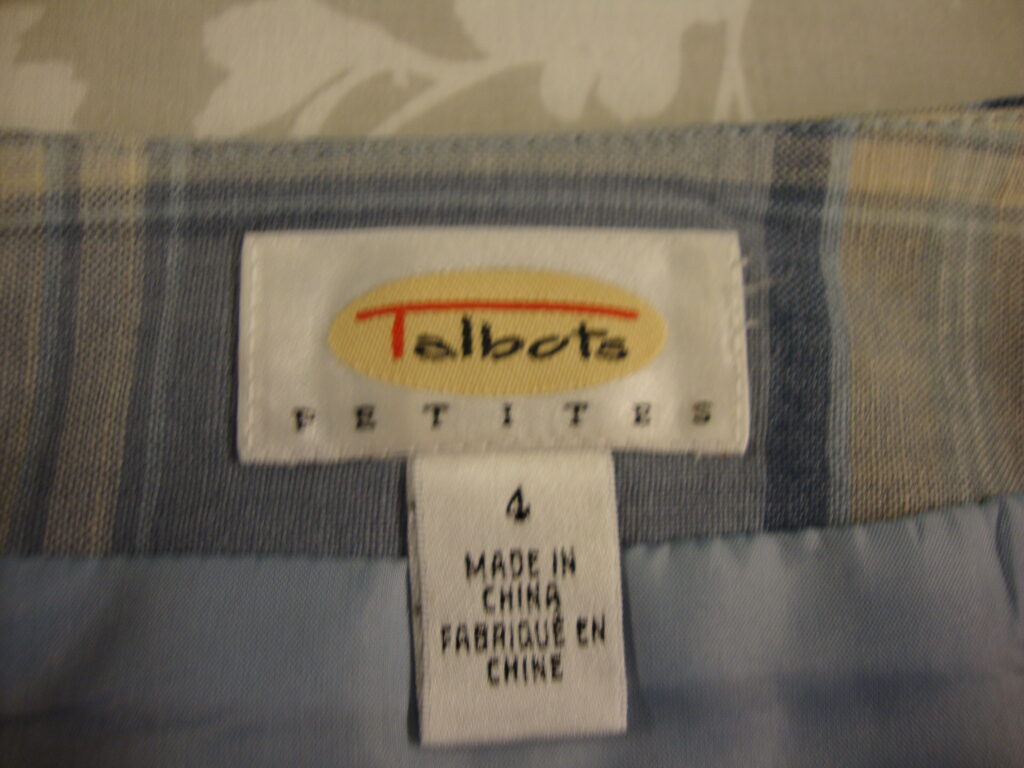 Talbots
PETITES
4
MADE IN
CHINA
FABRIQUÉ EN
CHINE